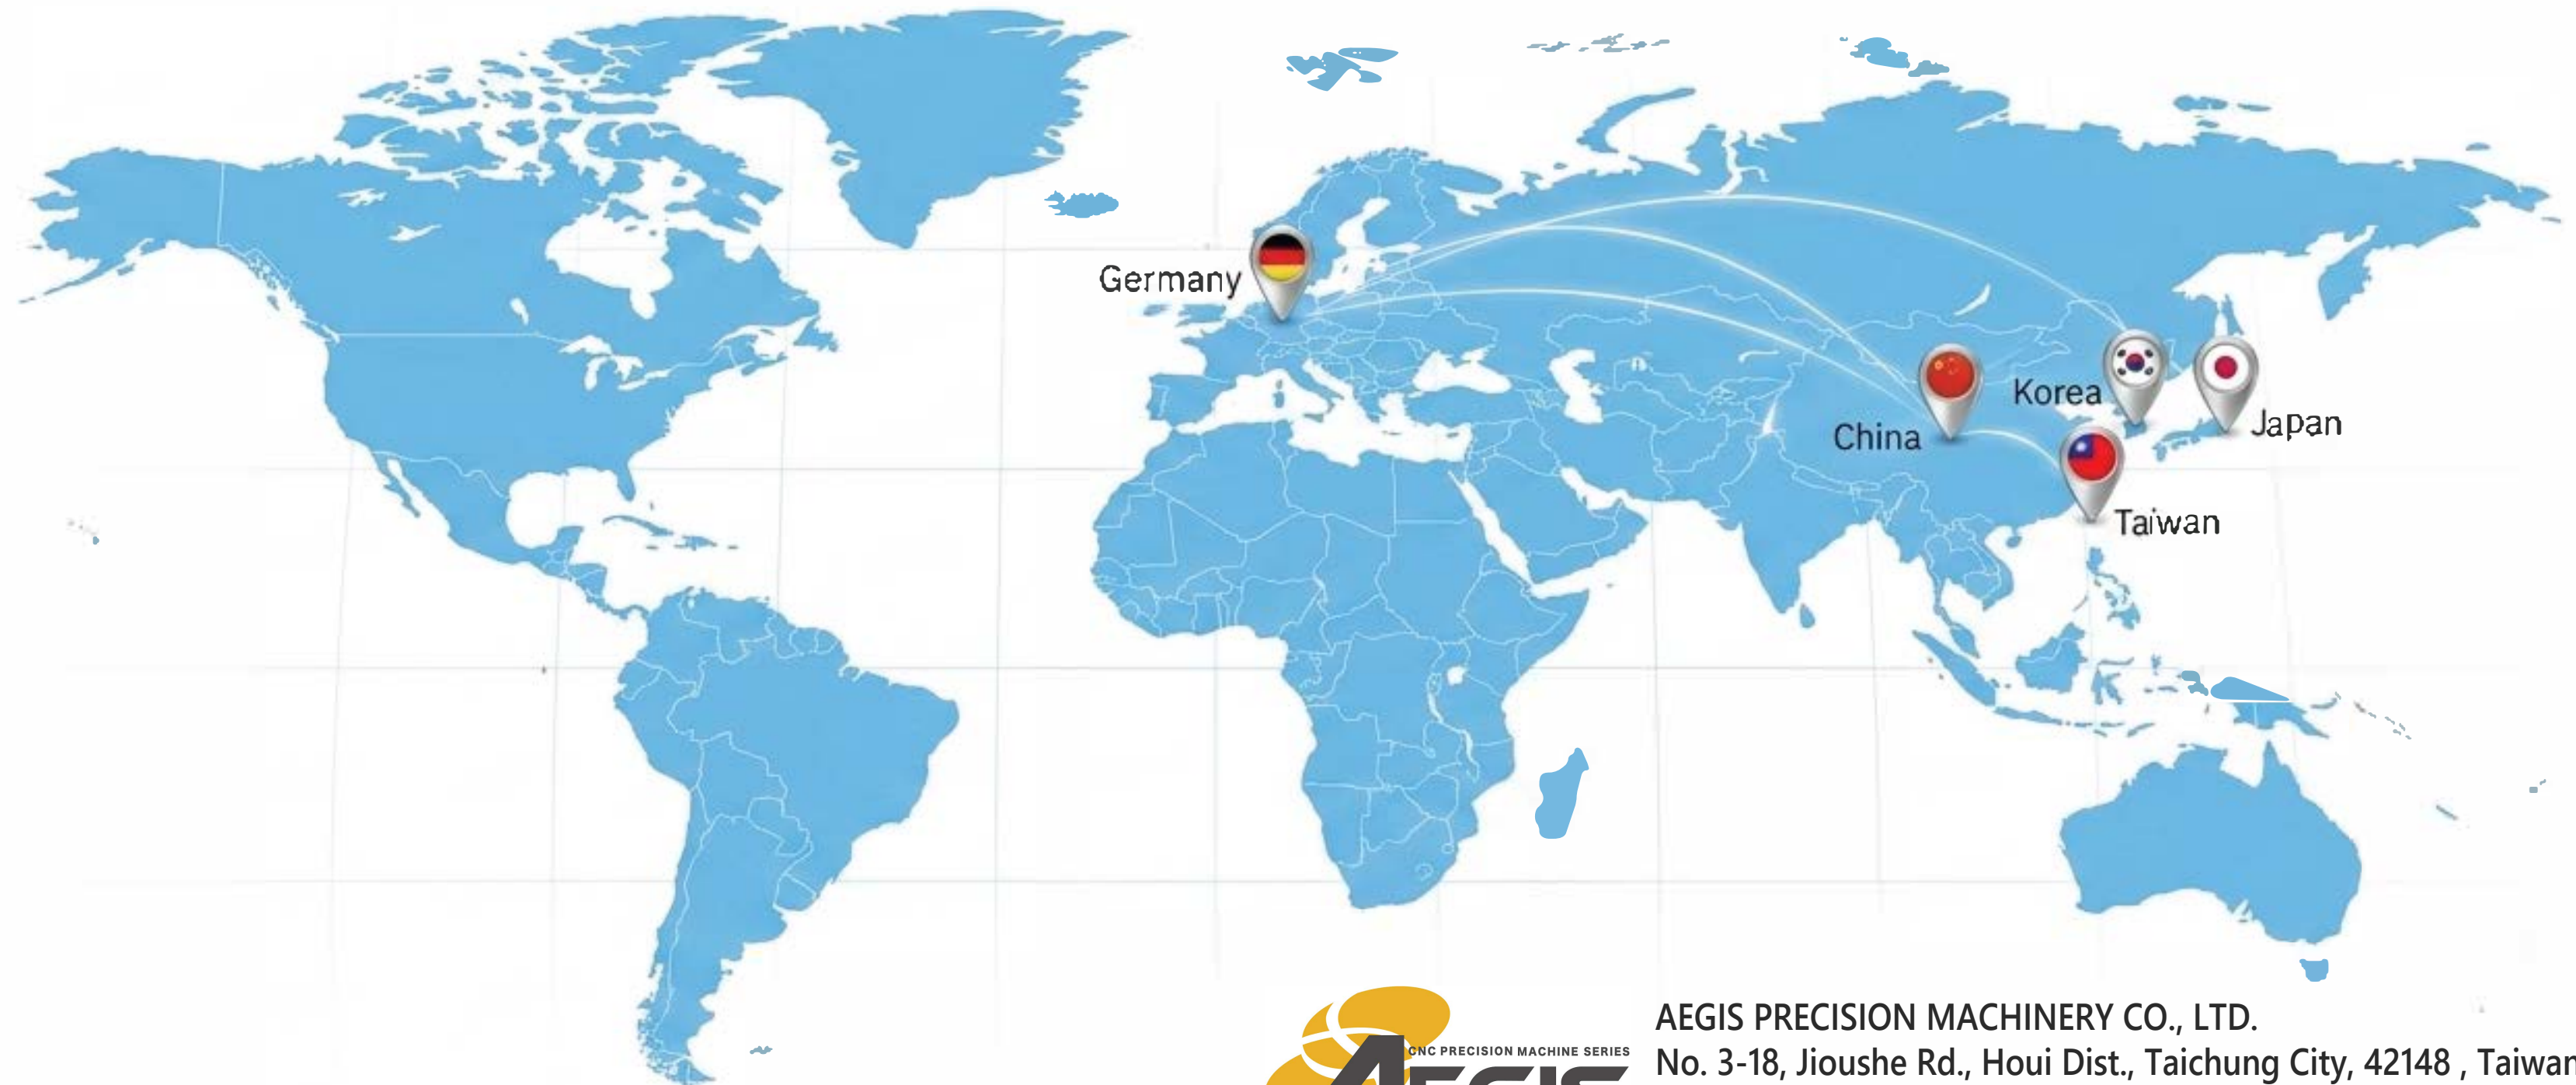 Germany
Korea
Japan
China
Taiwan
AEGIS PRECISION MACHINERY CO., LTD.
CNC PRECISION MACHINE SERIES
No. 3-18, Jioushe Rd., Houi Dist., Taichung City, 42148 , Taiwan
AEGIS